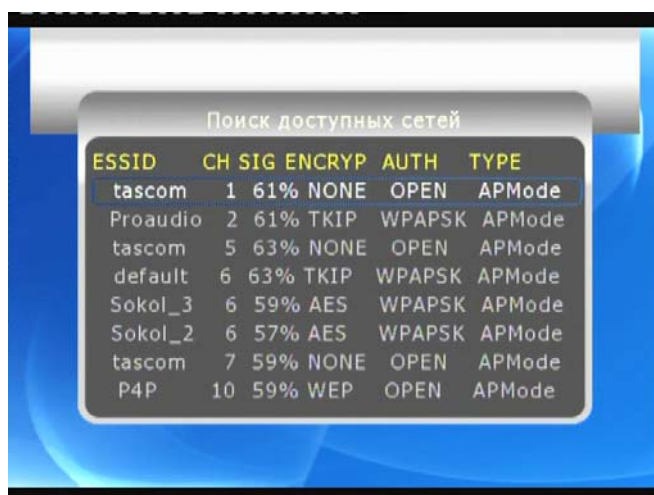 Поиск доступных сетей
ESSID CH SIG ENCRYP AUTH TYPE
tascom 1 61% NONE OPEN APMode
Proaudio 2 61% TKIP WPAPSK APMode
tascom 5 63% NONE OPEN APMode
default 6 63% TKIP WPAPSK APMode
Sokol_3 6 59% AES WPAPSK APMode
Sokol_2 6 57% AES WPAPSK APMode
tascom 7 59% NONE OPEN APMode
P4P 10 59% WEP OPEN APMode